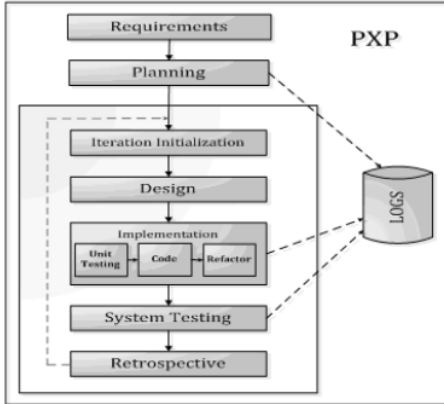 Requirements
PXP
Planning
Iteration Initialization
Design
Implementation
Unit
Testing
Code
Refactor
LOGS
System Testing
Retrospective